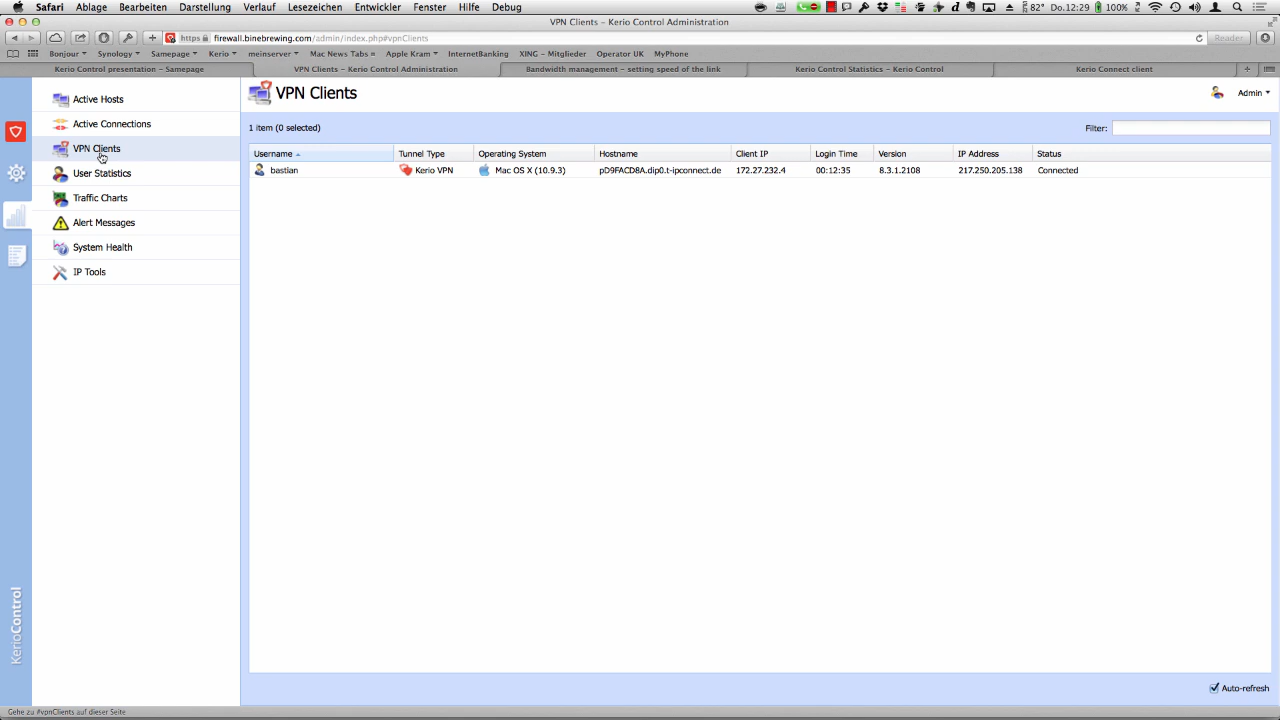 Safari Ablage Bearbeiten Darstellung Verlauf Lesezeichen Entwickler Fenster Hilfe Debug 82° 100% Do. 12:29
VPN Clients – Kerio Control Administration
https firewall.binebrewing.com/admin/index.php#vpnClients Reader
Bonjour Synology Samepage Kerio meinserver Mac News Tabs Apple Kram InternetBanking XING – Mitglieder Operator UK MyPhone
Kerio Control presentation – Samepage VPN Clients – Kerio Control Administration Bandwidth management – setting speed of the link Kerio Control Statistics – Kerio Control Kerio Connect client
Active Hosts
Active Connections
VPN Clients
User Statistics
Traffic Charts
Alert Messages
System Health
IP Tools
KerioControl
VPN Clients
Admin
1 item (0 selected) Filter:
Username Tunnel Type Operating System Hostname Client IP Login Time Version IP Address Status
bastian Kerio VPN Mac OS X (10.9.3) pD9FACD8A.dip0.t-ipconnect.de 172.27.232.4 00:12:35 8.3.1.2108 217.250.205.138 Connected
Auto-refresh
Gehe zu #vpnClients auf dieser Seite